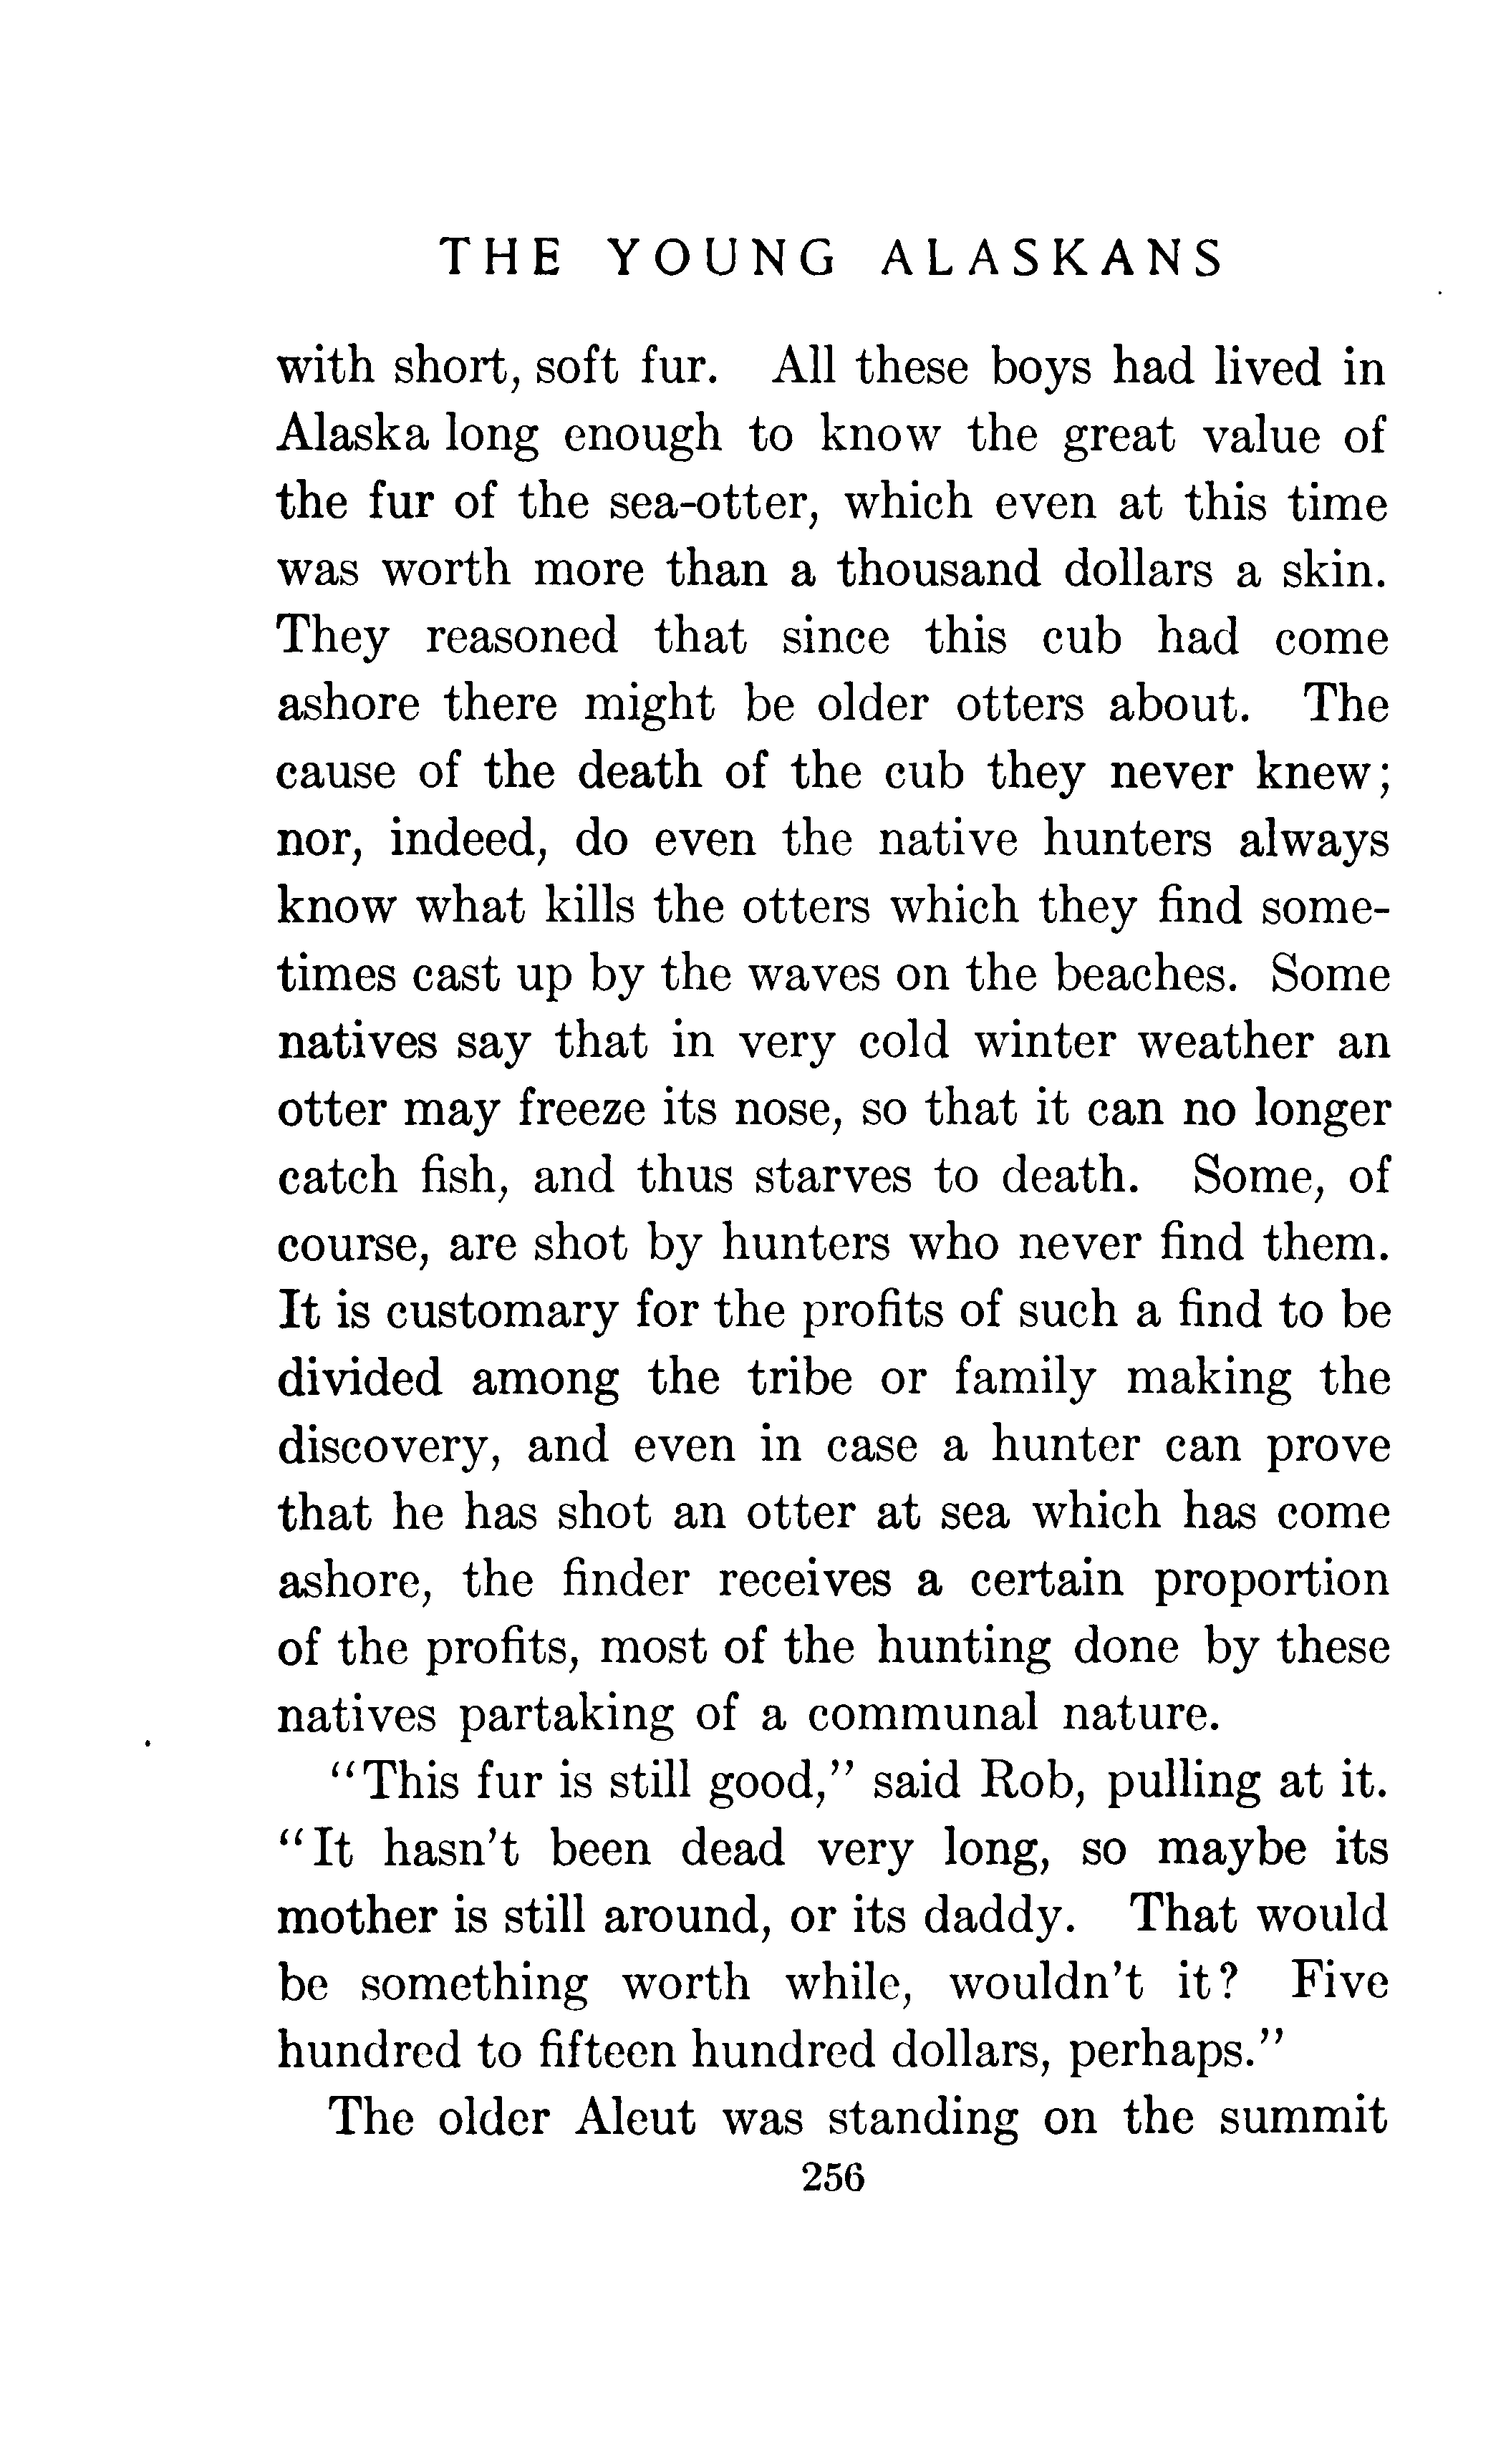 THE YOUNG ALASKANS
with short, soft fur. All these boys had lived in
Alaska long enough to know the great value of
the fur of the sea-otter, which even at this time
was worth more than a thousand dollars a skin.
They reasoned that since this cub had come
ashore there might be older otters about. The
cause of the death of the cub they never knew;
nor, indeed, do even the native hunters always
know what kills the otters which they find some-
times cast up by the waves on the beaches. Some
natives say that in very cold winter weather an
otter may freeze its nose, so that it can no longer
catch fish, and thus starves to death. Some, of
course, are shot by hunters who never find them.
It is customary for the profits of such a find to be
divided among the tribe or family making the
discovery, and even in case a hunter can prove
that he has shot an otter at sea which has come
ashore, the finder receives a certain proportion
of the profits, most of the hunting done by these
natives partaking of a communal nature.
“This fur is still good,” said Rob, pulling at it.
“It hasn't been dead very long, so maybe its
mother is still around, or its daddy. That would
be something worth while, wouldn't it? Five
hundred to fifteen hundred dollars, perhaps.”
The older Aleut was standing on the summit
256